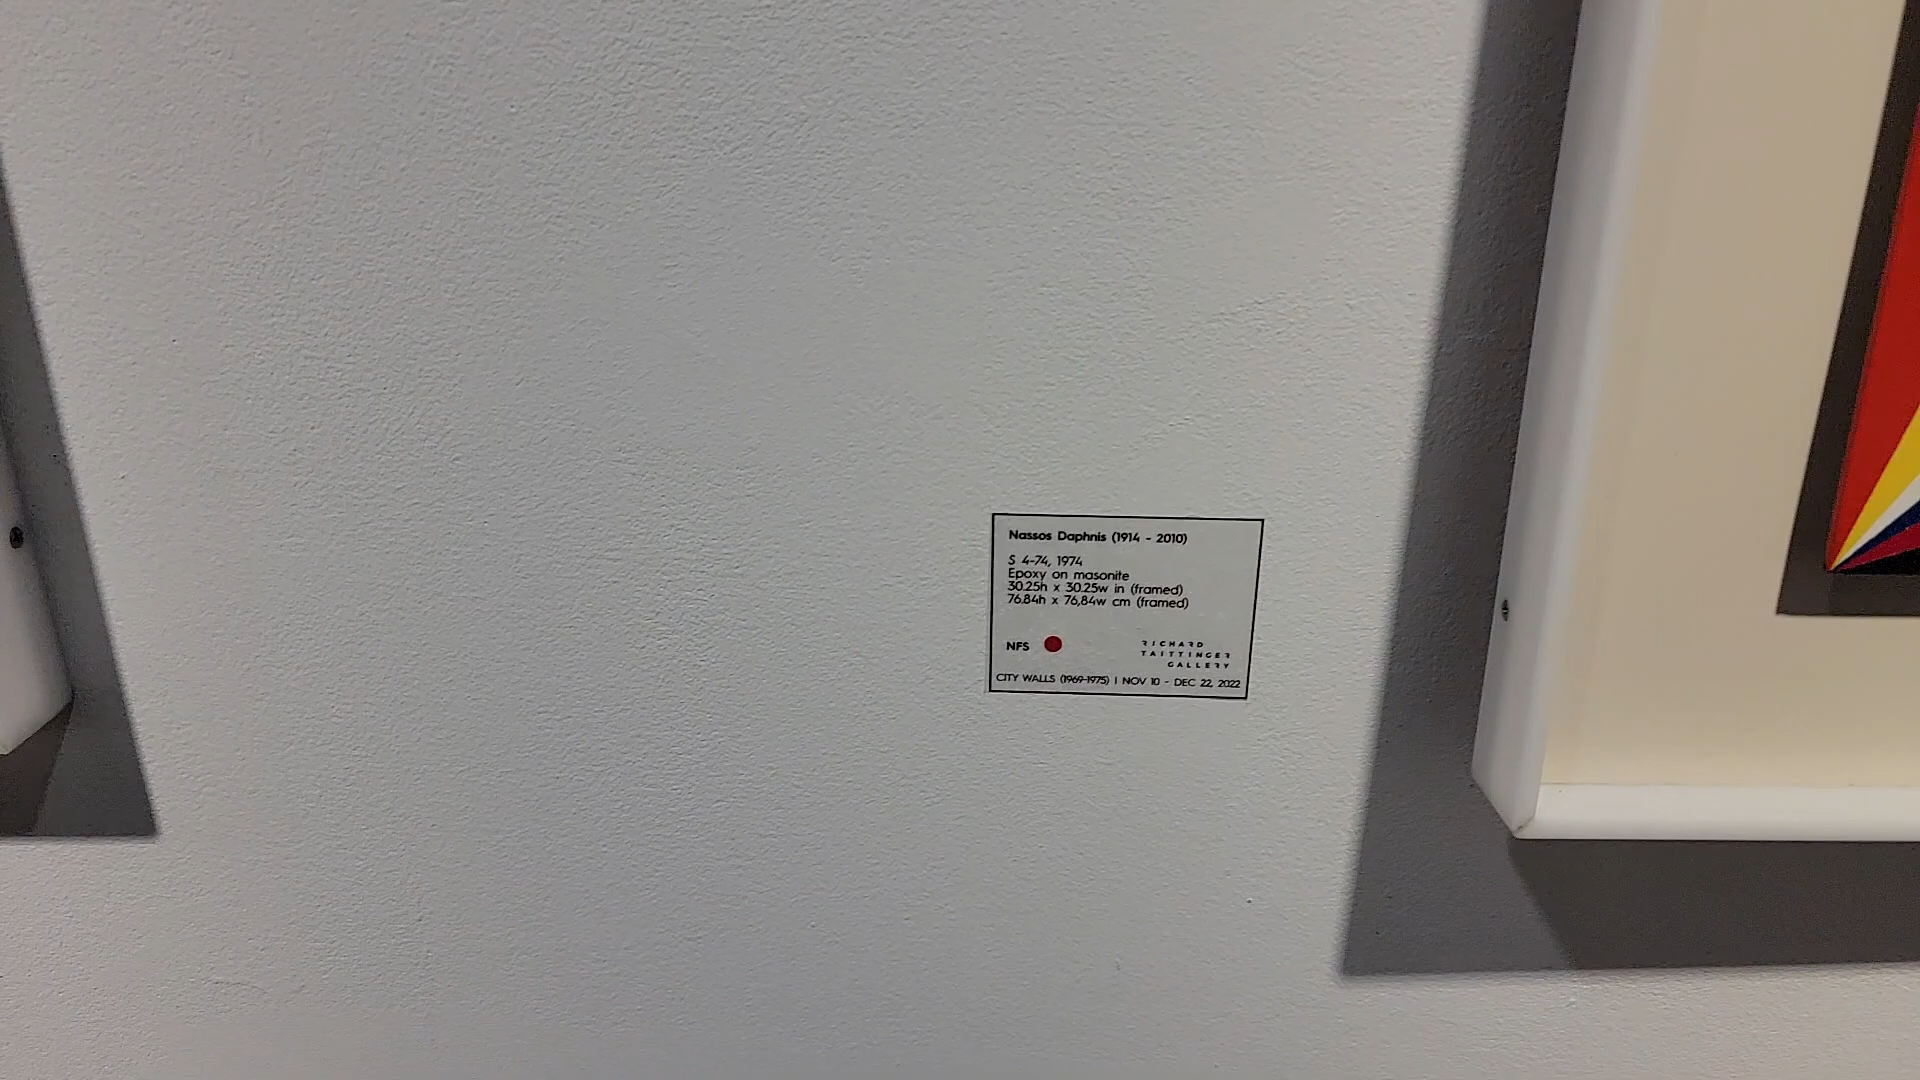 Nassos Daphnis (1914 - 2010)
S 4-74, 1974
Epoxy on masonite
30.25h x 30.25w in (framed)
76.84h x 76,84w cm (framed)
NFS
RICHARD
TAITTINGER
GALLERY
CITY WALLS (1969-1975) | NOV 10 - DEC 22, 2022